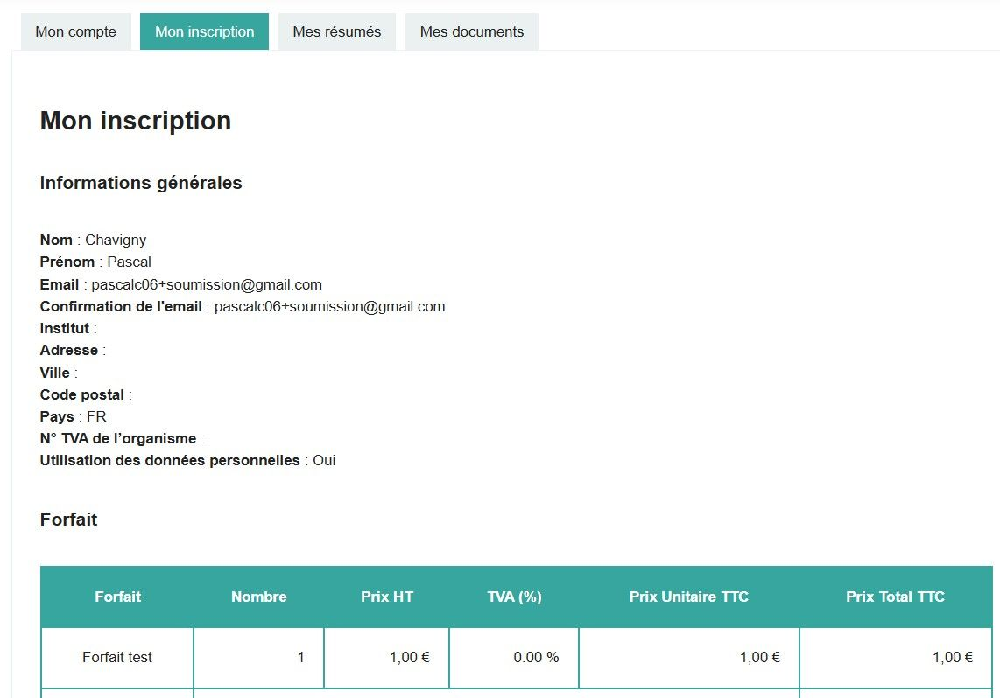 Mon compte Mon inscription Mes résumés Mes documents
Mon inscription
Informations générales
Nom : Chavigny
Prénom : Pascal
Email : pascalc06+soumission@gmail.com
Confirmation de l'email : pascalc06+soumission@gmail.com
Institut :
Adresse :
Ville :
Code postal :
Pays : FR
N° TVA de l’organisme :
Utilisation des données personnelles : Oui
Forfait
Forfait Nombre Prix HT TVA (%) Prix Unitaire TTC Prix Total TTC
Forfait test 1 1,00 € 0.00 % 1,00 € 1,00 €